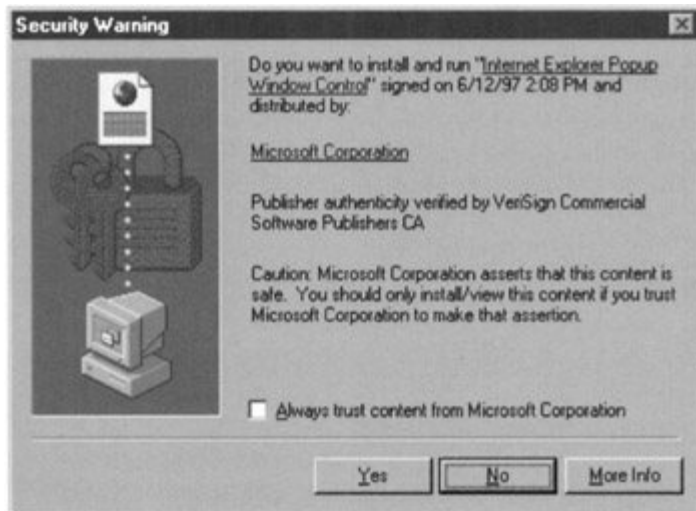 Security Warning
Do you want to install and run "Internet Explorer Popup
Window Control" signed on 6/12/97 2:08 PM and
distributed by:
Microsoft Corporation
Publisher authenticity verified by VeriSign Commercial
Software Publishers CA
Caution: Microsoft Corporation asserts that this content is
safe. You should only install/view this content if you trust
Microsoft Corporation to make that assertion.
Always trust content from Microsoft Corporation
Yes
No
More Info